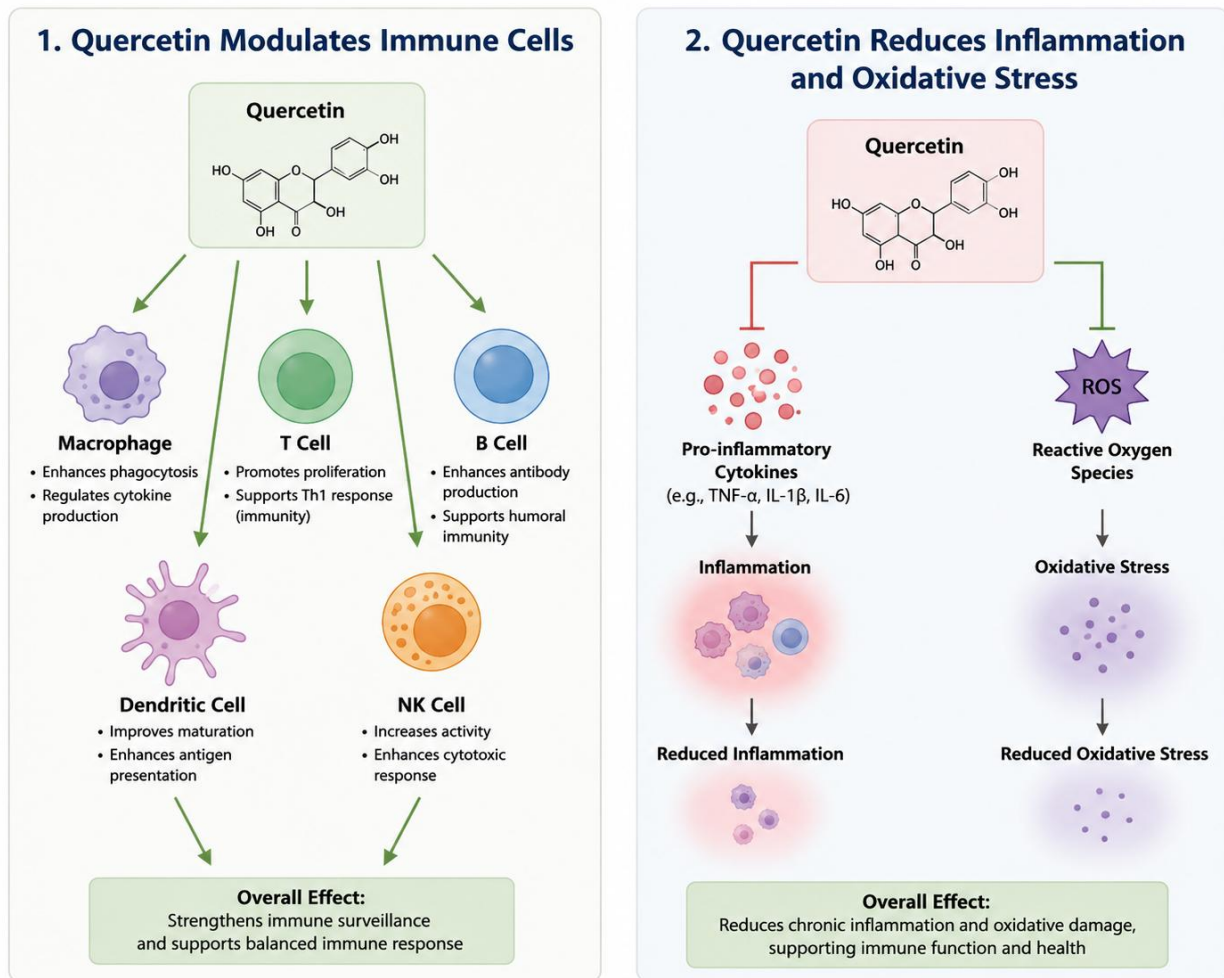 1. Quercetin Modulates Immune Cells
Quercetin
OH
HO
O
OH
OH
OH
O
Macrophage
• Enhances phagocytosis
• Regulates cytokine
production
T Cell
• Promotes proliferation
• Supports Th1 response
(immunity)
B Cell
• Enhances antibody
production
• Supports humoral
immunity
Dendritic Cell
• Improves maturation
• Enhances antigen
presentation
NK Cell
• Increases activity
• Enhances cytotoxic
response
Overall Effect:
Strengthens immune surveillance
and supports balanced immune response
2. Quercetin Reduces Inflammation
and Oxidative Stress
Quercetin
OH
HO
O
OH
OH
OH
O
Pro-inflammatory
Cytokines
(e.g., TNF-α, IL-1β, IL-6)
Inflammation
Reduced Inflammation
ROS
Reactive Oxygen
Species
Oxidative Stress
Reduced Oxidative Stress
Overall Effect:
Reduces chronic inflammation and oxidative damage,
supporting immune function and health